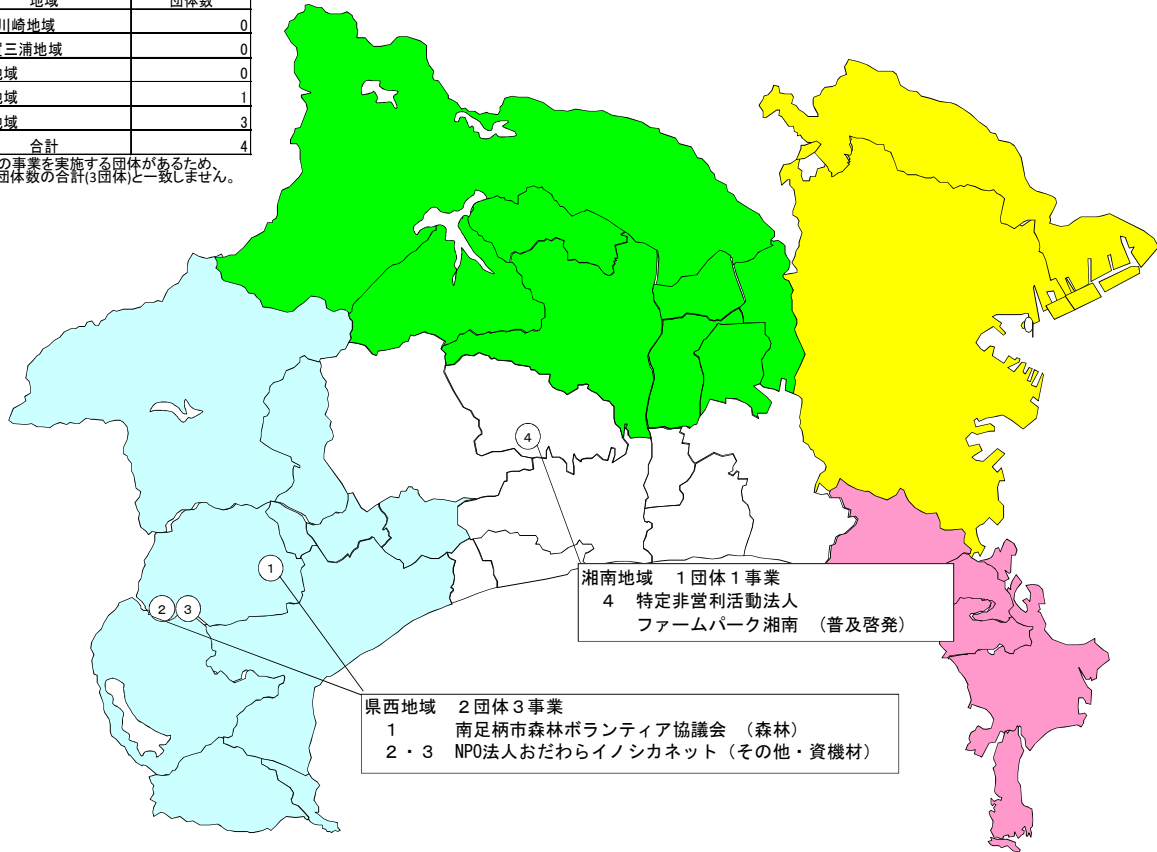 地域 団体数
川崎地域 0
三浦地域 0
地域 0
地域 1
地域 3
合計 4
の事業を実施する団体があるため、
団体数の合計(3団体)と一致しません。
4
1
2 3
湘南地域 1団体1事業
4 特定非営利活動法人
ファームパーク湘南 (普及啓発)
県西地域 2団体3事業
1 南足柄市森林ボランティア協議会 (森林)
2・3 NPO法人おだわらイノシカネット(その他・資機材)